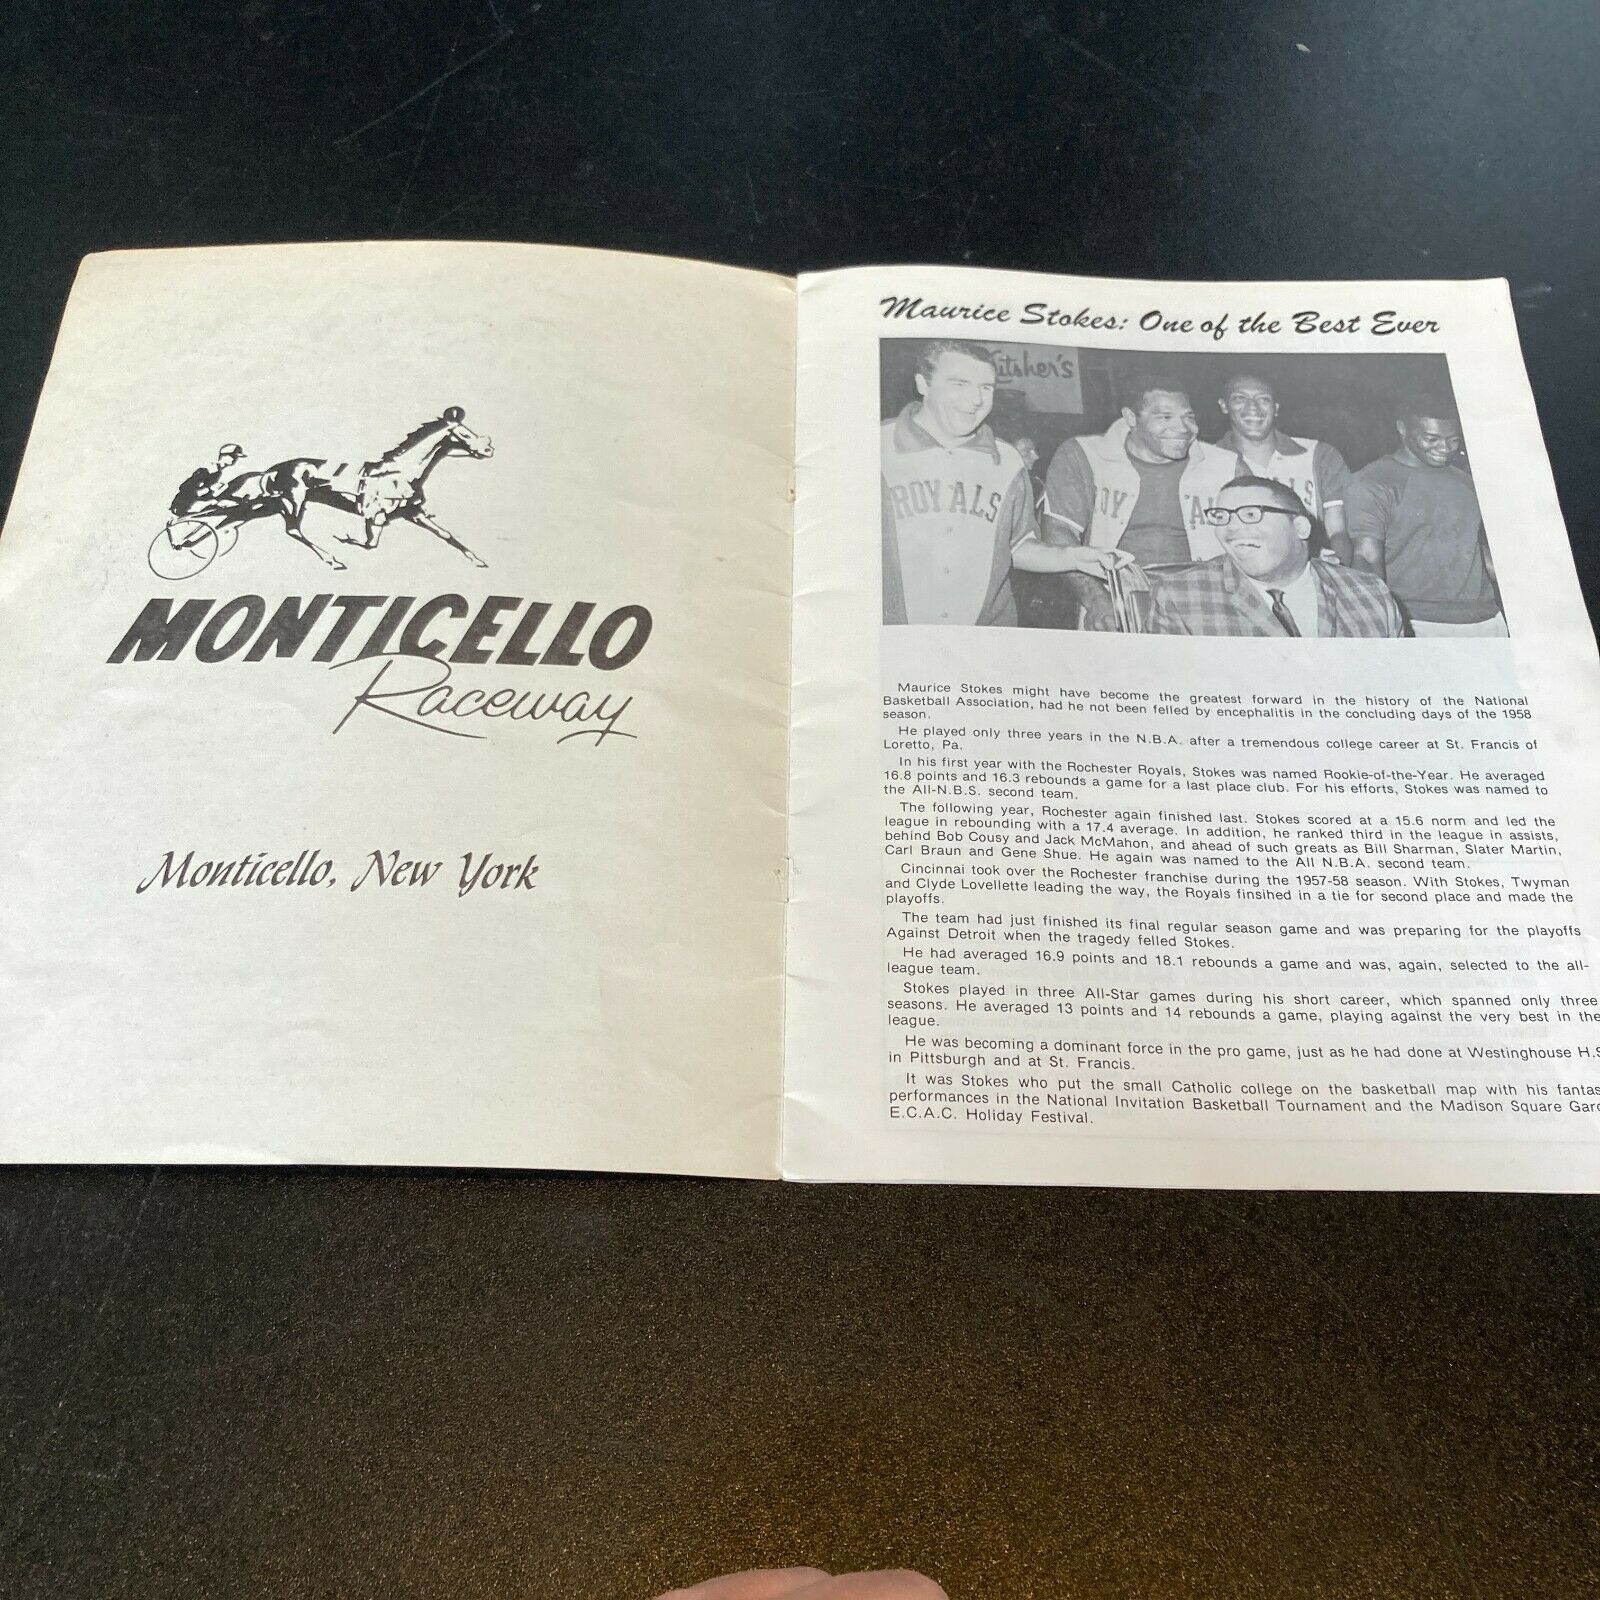 MONTICELLO
Raceway
Monticello, New York
Maurice Stokes: One of the Best Ever
utsher's
ROYALS
ROY
A
ALS
Maurice Stokes might have become the greatest forward in the history of the National
Basketball Association, had he not been felled by encephalitis in the concluding days of the 1958
season.
He played only three years in the N.B.A. after a tremendous college career at St. Francis of
Loretto, Pa.
In his first year with the Rochester Royals, Stokes was named Rookie-of-the-Year. He averaged
16.8 points and 16.3 rebounds a game for a last place club. For his efforts, Stokes was named to
the All-N.B.S. second team.
The following year, Rochester again finished last. Stokes scored at a 15.6 norm and led the
league in rebounding with a 17.4 average. In addition, he ranked third in the league in assists,
behind Bob Cousy and Jack McMahon, and ahead of such greats as Bill Sharman, Slater Martin,
Carl Braun and Gene Shue. He again was named to the All N.B.A. second team.
Cincinnai took over the Rochester franchise during the 1957-58 season. With Stokes, Twyman
and Clyde Lovellette leading the way, the Royals finsihed in a tie for second place and made the
playoffs.
The team had just finished its final regular season game and was preparing for the playoffs
Against Detroit when the tragedy felled Stokes.
He had averaged 16.9 points and 18.1 rebounds a game and was, again, selected to the all-
league team.
Stokes played in three All-Star games during his short career, which spanned only three
seasons. He averaged 13 points and 14 rebounds a game, playing against the very best in the
league.
He was becoming a dominant force in the pro game, just as he had done at Westinghouse H.S
in Pittsburgh and at St. Francis.
It was Stokes who put the small Catholic college on the basketball map with his fantas
performances in the National Invitation Basketball Tournament and the Madison Square Gard
E.C.A.C. Holiday Festival.